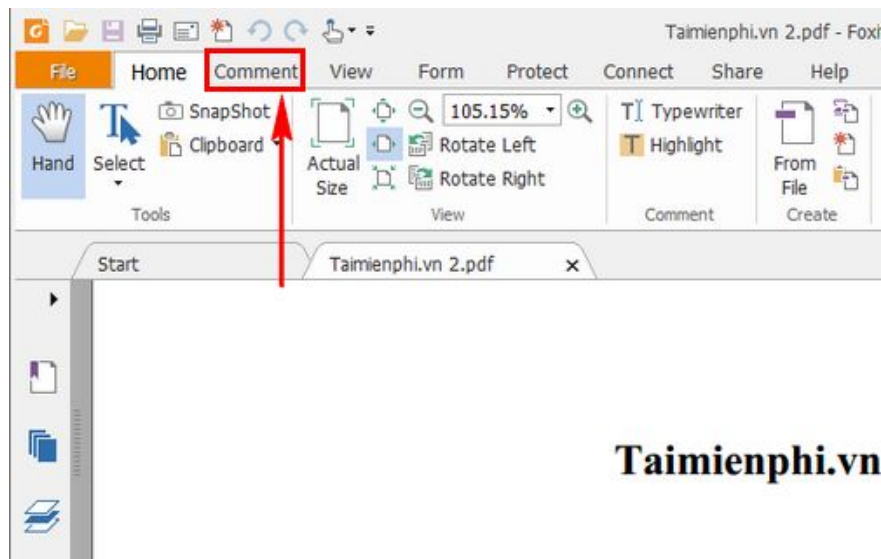 Taimienphi.vn 2.pdf - Foxi
File Home Comment View Form Protect Connect Share Help
Hand
Select
SnapShot
Clipboard
Tools
Actual
Size
105.15%
Rotate Left
Rotate Right
View
Typewriter
Highlight
Comment
From
File
Create
Start
Taimienphi.vn 2.pdf
Taimienphi.vn